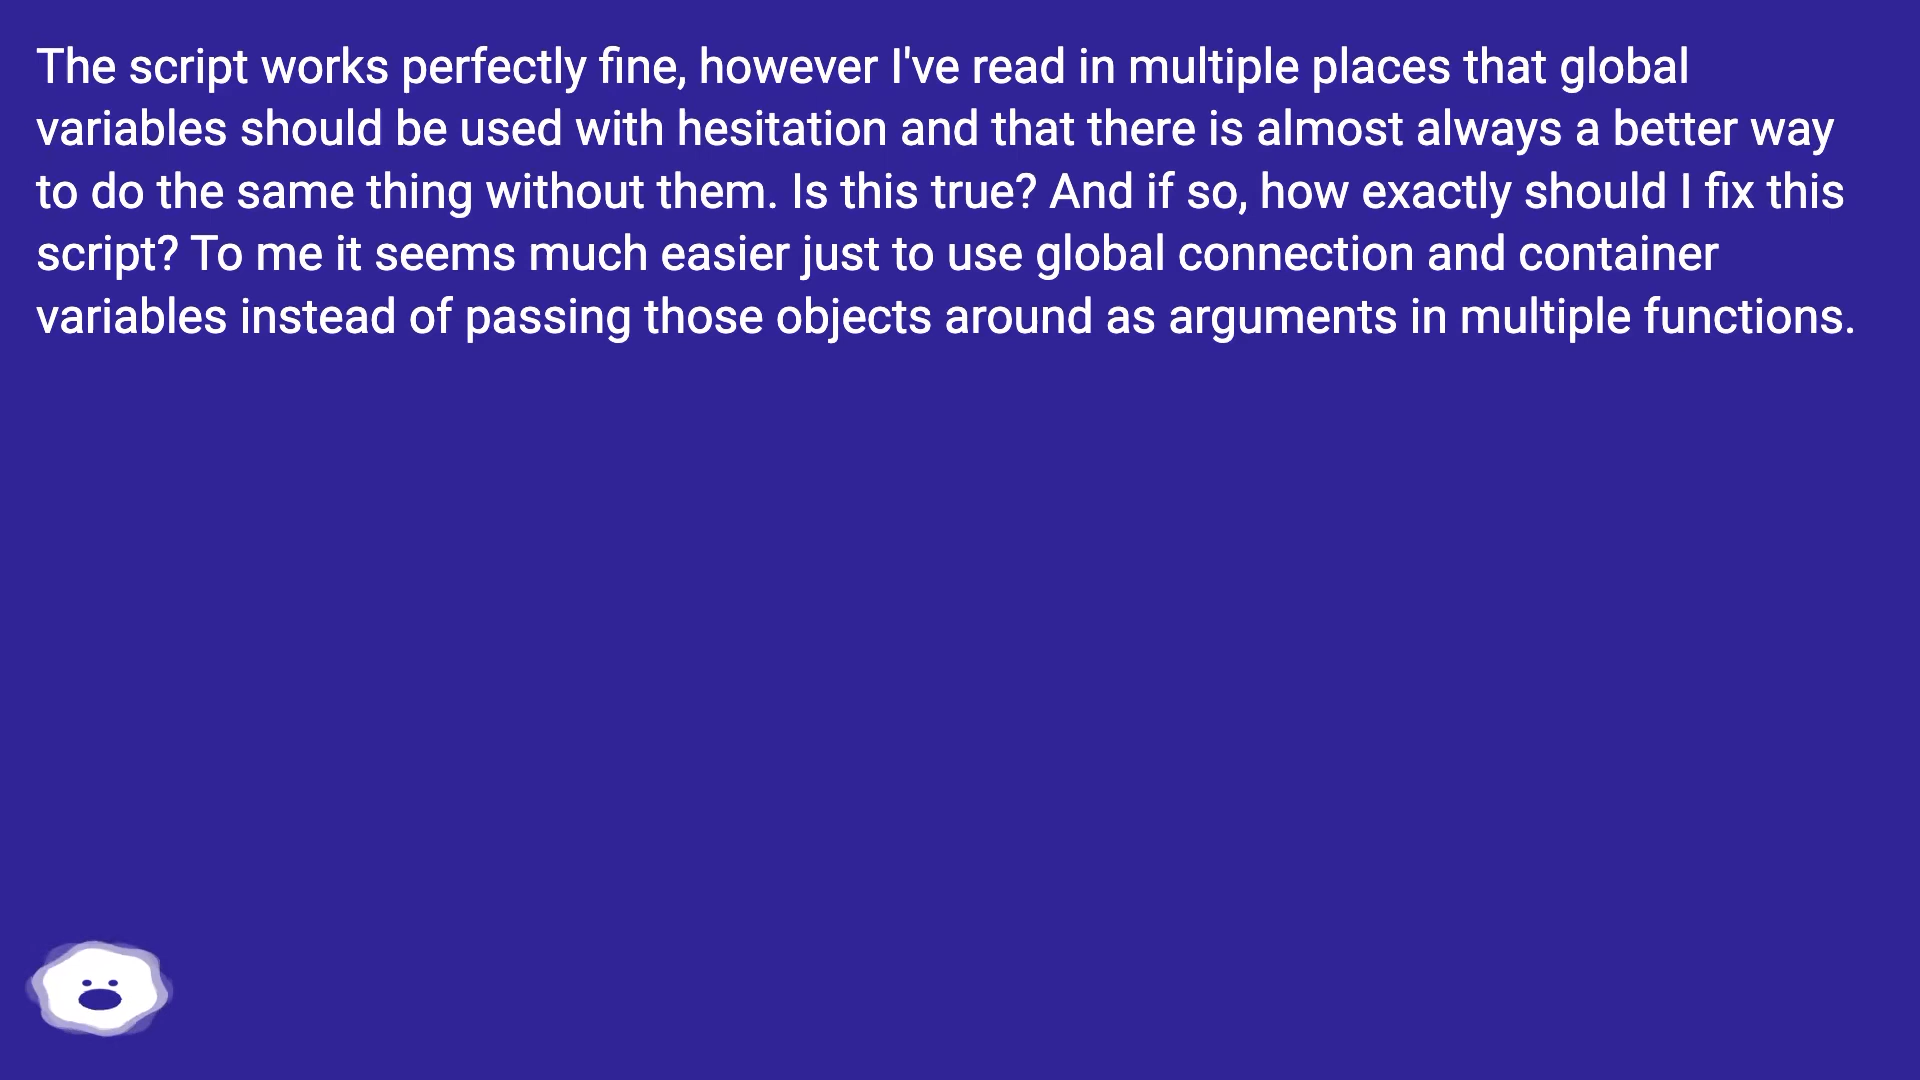 The script works perfectly fine, however I've read in multiple places that global
variables should be used with hesitation and that there is almost always a better way
to do the same thing without them. Is this true? And if so, how exactly should I fix this
script? To me it seems much easier just to use global connection and container
variables instead of passing those objects around as arguments in multiple functions.